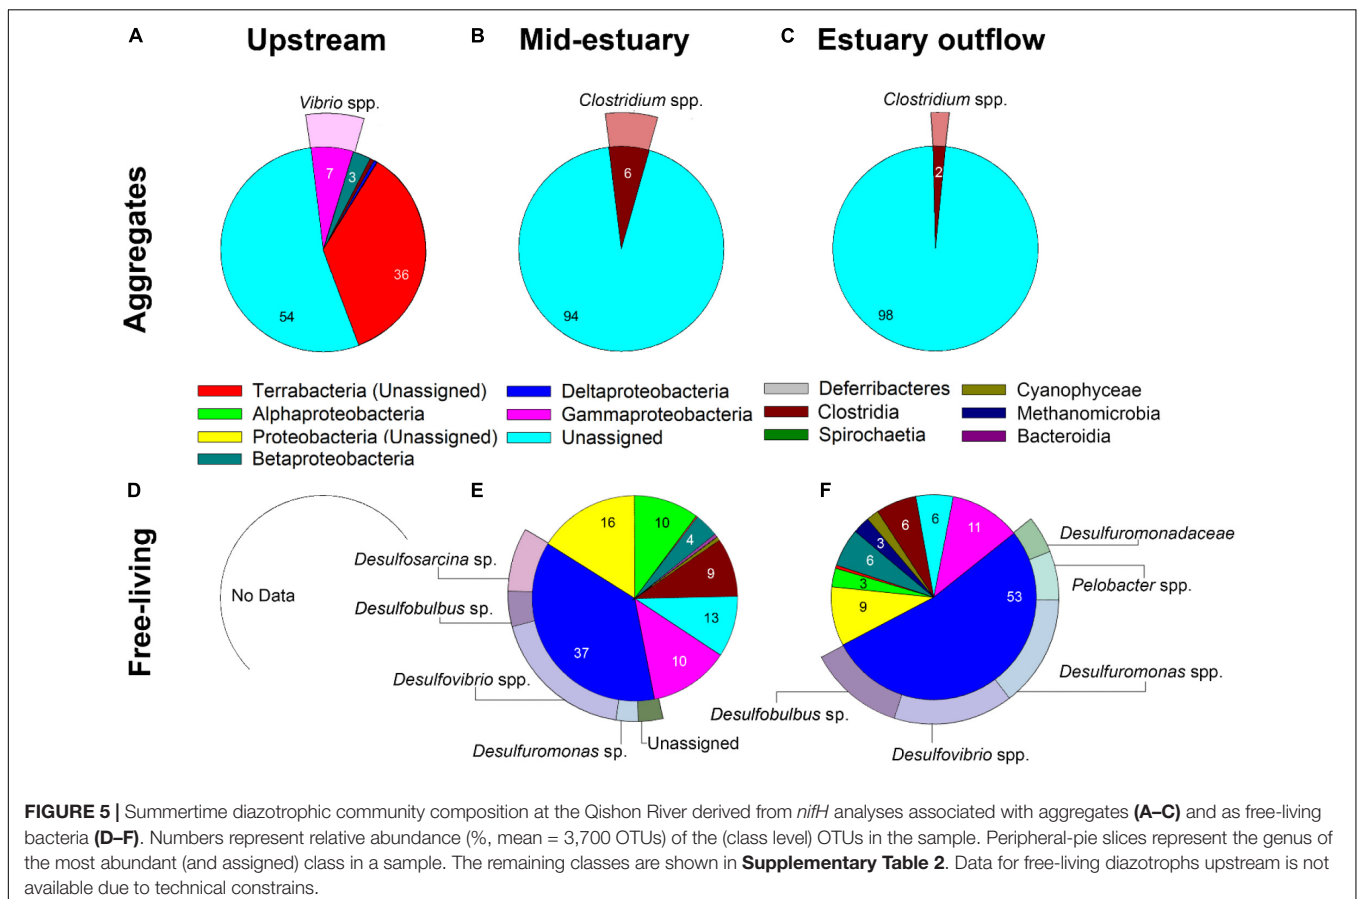 A Upstream B Mid-estuary C Estuary outflow
Aggregates
Vibrio spp.
7
3
36
54
Clostridium spp.
6
94
Clostridium spp.
2
98
Terrabacteria (Unassigned)
Alphaproteobacteria
Proteobacteria (Unassigned)
Betaproteobacteria
Deltaproteobacteria
Gammaproteobacteria
Unassigned
Deferribacteres
Clostridia
Spirochaetia
Cyanophyceae
Methanomicrobia
Bacteroidia
Free-living
D
No Data
E
16
10
4
9
13
10
37
Desulfosarcina sp.
Desulfobulbus sp.
Desulfovibrio spp.
Desulfuromonas sp.
Unassigned
F
6
6
11
3
6
3
9
53
Desulfuromonadaceae
Pelobacter spp.
Desulfuromonas spp.
Desulfobulbus sp.
Desulfovibrio spp.
FIGURE 5 | Summertime diazotrophic community composition at the Qishon River derived from nifH analyses associated with aggregates (A–C) and as free-living
bacteria (D–F). Numbers represent relative abundance (%, mean = 3,700 OTUs) of the (class level) OTUs in the sample. Peripheral-pie slices represent the genus of
the most abundant (and assigned) class in a sample. The remaining classes are shown in Supplementary Table 2. Data for free-living diazotrophs upstream is not
available due to technical constrains.